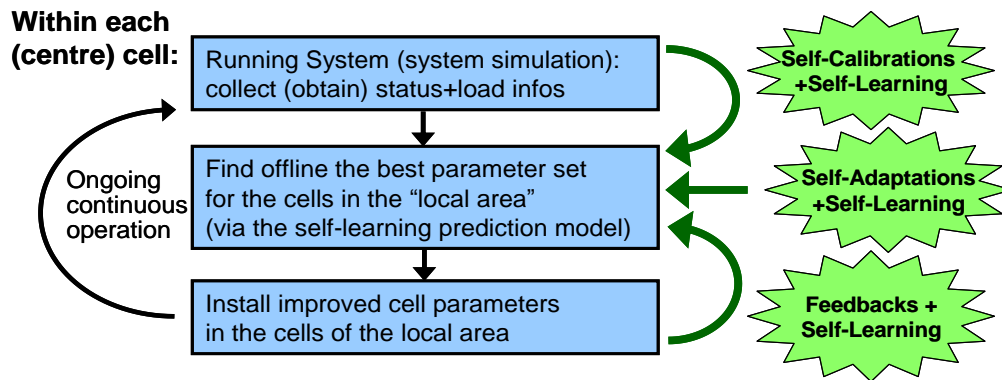 Within each
(centre) cell:
Running System (system simulation):
collect (obtain) status+load infos
Self-Calibrations
+Self-Learning
Find offline the best parameter set
for the cells in the “local area”
(via the self-learning prediction model)
Ongoing
continuous
operation
Self-Adaptations
+Self-Learning
Install improved cell parameters
in the cells of the local area
Feedbacks +
Self-Learning